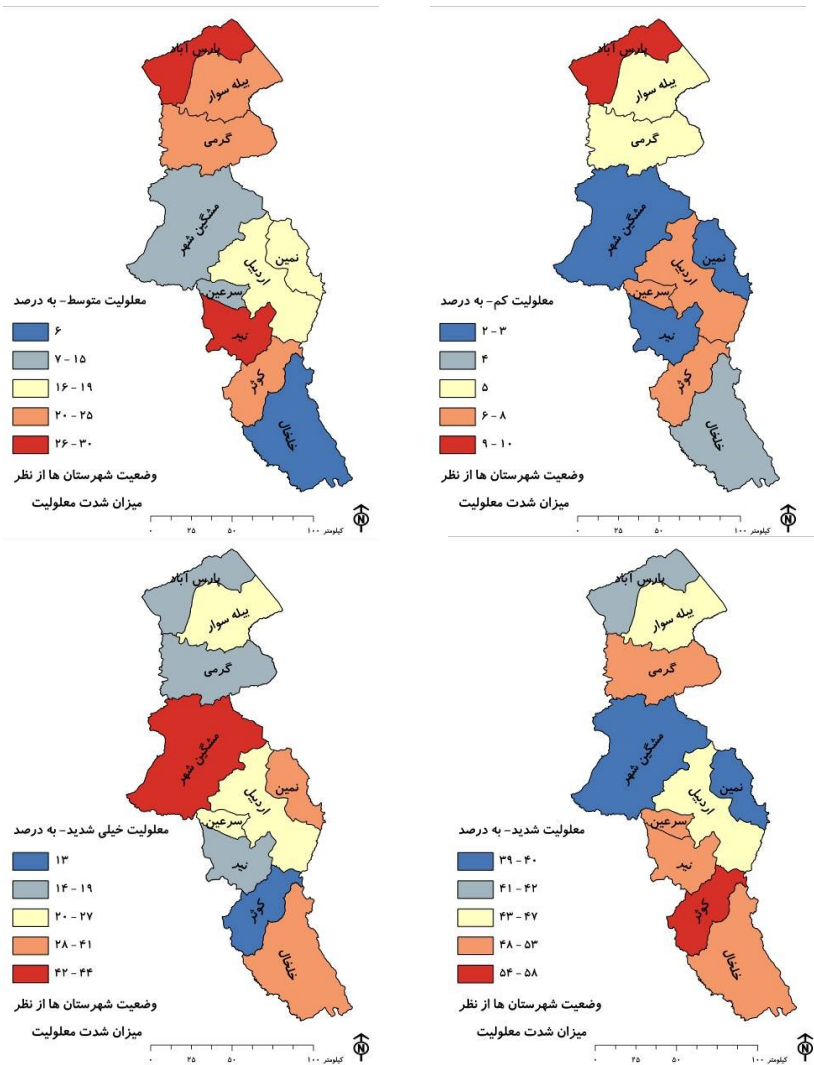 پارس آباد
بیله سوار
گرمی
مشگین شهر
نمین
اردبیل
سرعین
نیر
کوثر
خلخال
معلولیت متوسط- به درصد
۶
۷ - ۱۵
۱۶ - ۱۹
۲۰ - ۲۵
۲۶ - ۳۰
وضعیت شهرستان ها از نظر
میزان شدت معلولیت
۰ ۲۵ ۵۰ ۱۰۰ کیلومتر
N
پارس آباد
بیله سوار
گرمی
مشگین شهر
نمین
اردبیل
سرعین
نیر
کوثر
خلخال
معلولیت کم- به درصد
۲ - ۳
۴
۵
۶ - ۸
۹ - ۱۰
وضعیت شهرستان ها از نظر
میزان شدت معلولیت
۰ ۲۵ ۵۰ ۱۰۰ کیلومتر
N
پارس آباد
بیله سوار
گرمی
مشگین شهر
نمین
اردبیل
سرعین
نیر
کوثر
خلخال
معلولیت خیلی شدید- به درصد
۱۳
۱۴ - ۱۹
۲۰ - ۲۷
۲۸ - ۴۱
۴۲ - ۴۴
وضعیت شهرستان ها از نظر
میزان شدت معلولیت
۰ ۲۵ ۵۰ ۱۰۰ کیلومتر
N
پارس آباد
بیله سوار
گرمی
مشگین شهر
نمین
اردبیل
سرعین
نیر
کوثر
خلخال
معلولیت شدید- به درصد
۳۹ - ۴۰
۴۱ - ۴۲
۴۳ - ۴۷
۴۸ - ۵۳
۵۴ - ۵۸
وضعیت شهرستان ها از نظر
میزان شدت معلولیت
۰ ۲۵ ۵۰ ۱۰۰ کیلومتر
N